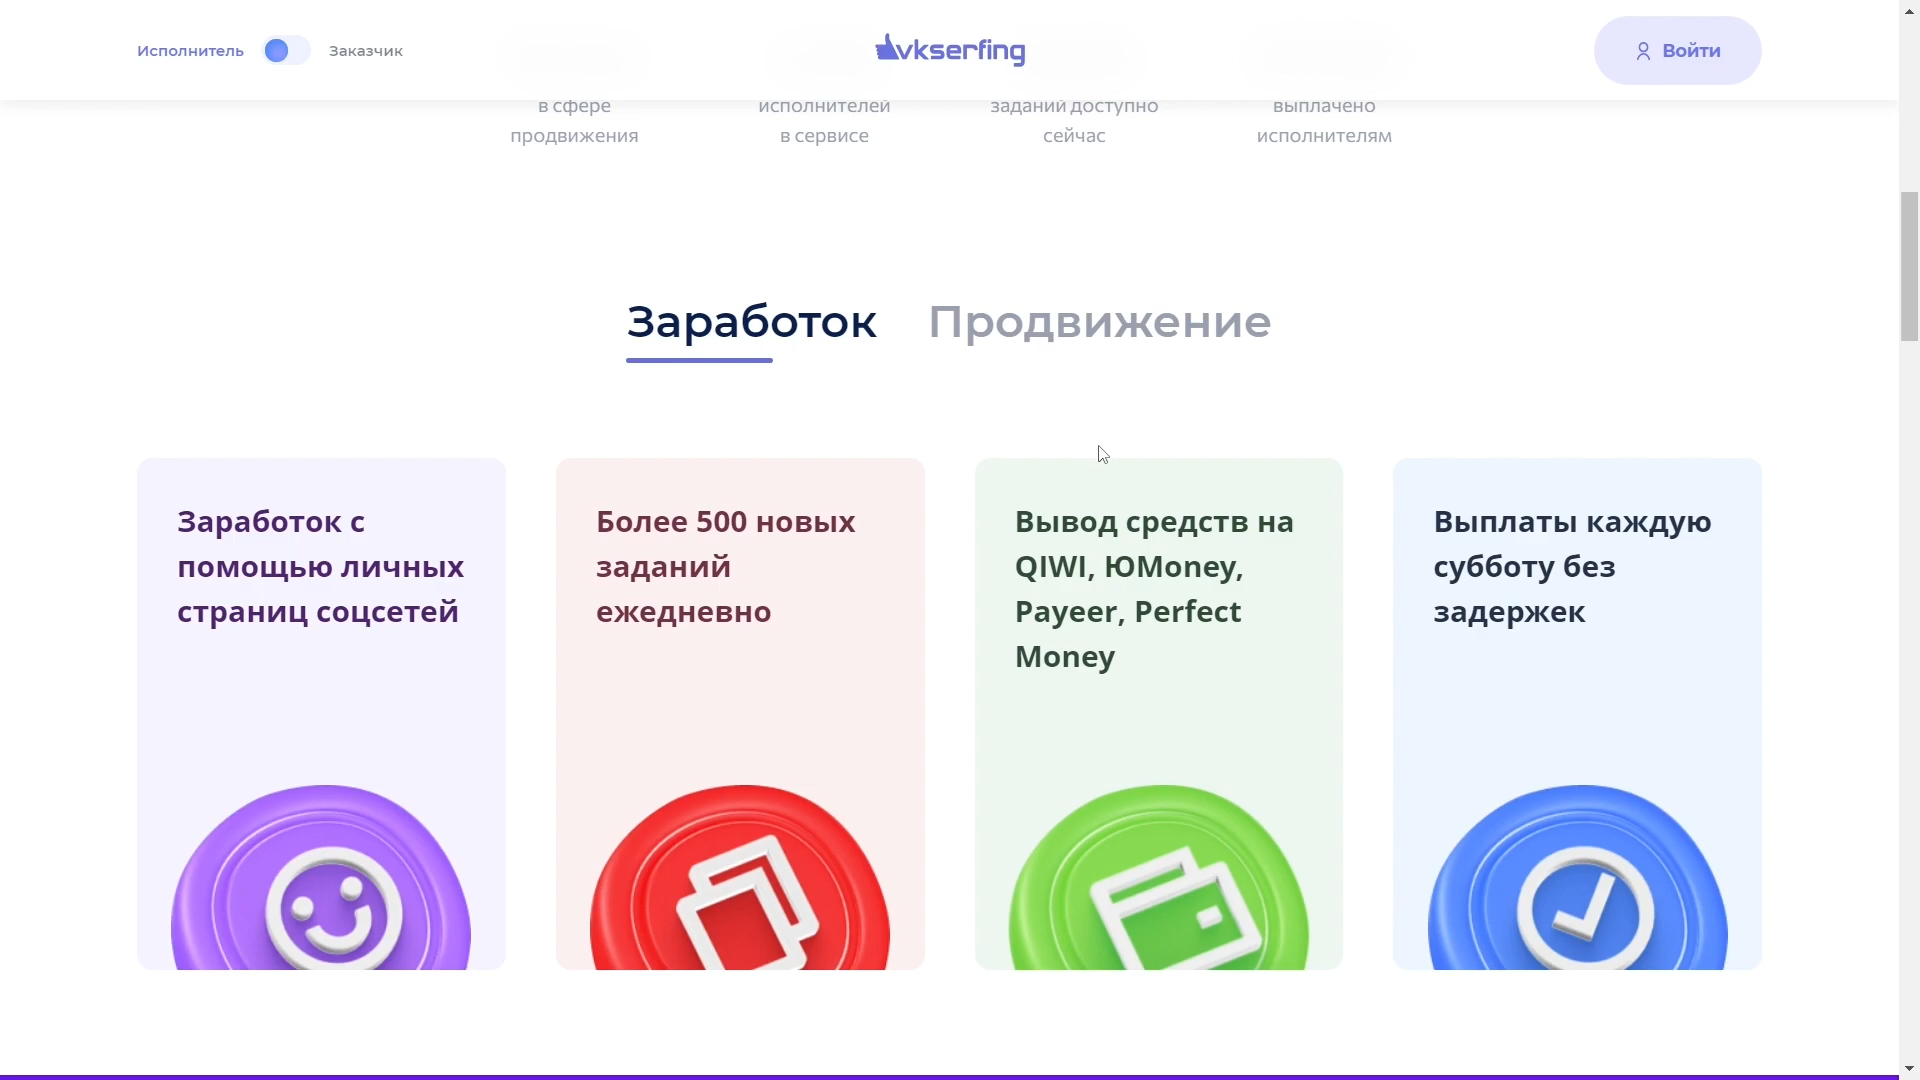 Исполнитель
Заказчик
vkserfing
Войти
в сфере
продвижения
исполнителей
в сервисе
заданий доступно
сейчас
выплачено
исполнителям
Заработок
Продвижение
Заработок с
помощью личных
страниц соцсетей
Более 500 новых
заданий
ежедневно
Вывод средств на
QIWI, ЮMoney,
Payeer, Perfect
Money
Выплаты каждую
субботу без
задержек